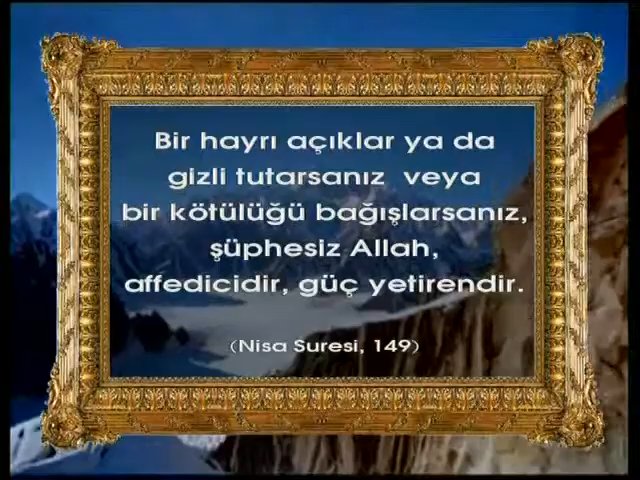 Bir hayrı açıklar ya da
gizli tutarsanız veya
bir kötülüğü bağışlarsanız,
şüphesiz Allah,
affedicidir, güç yetirendir.
(Nisa Suresi, 149)